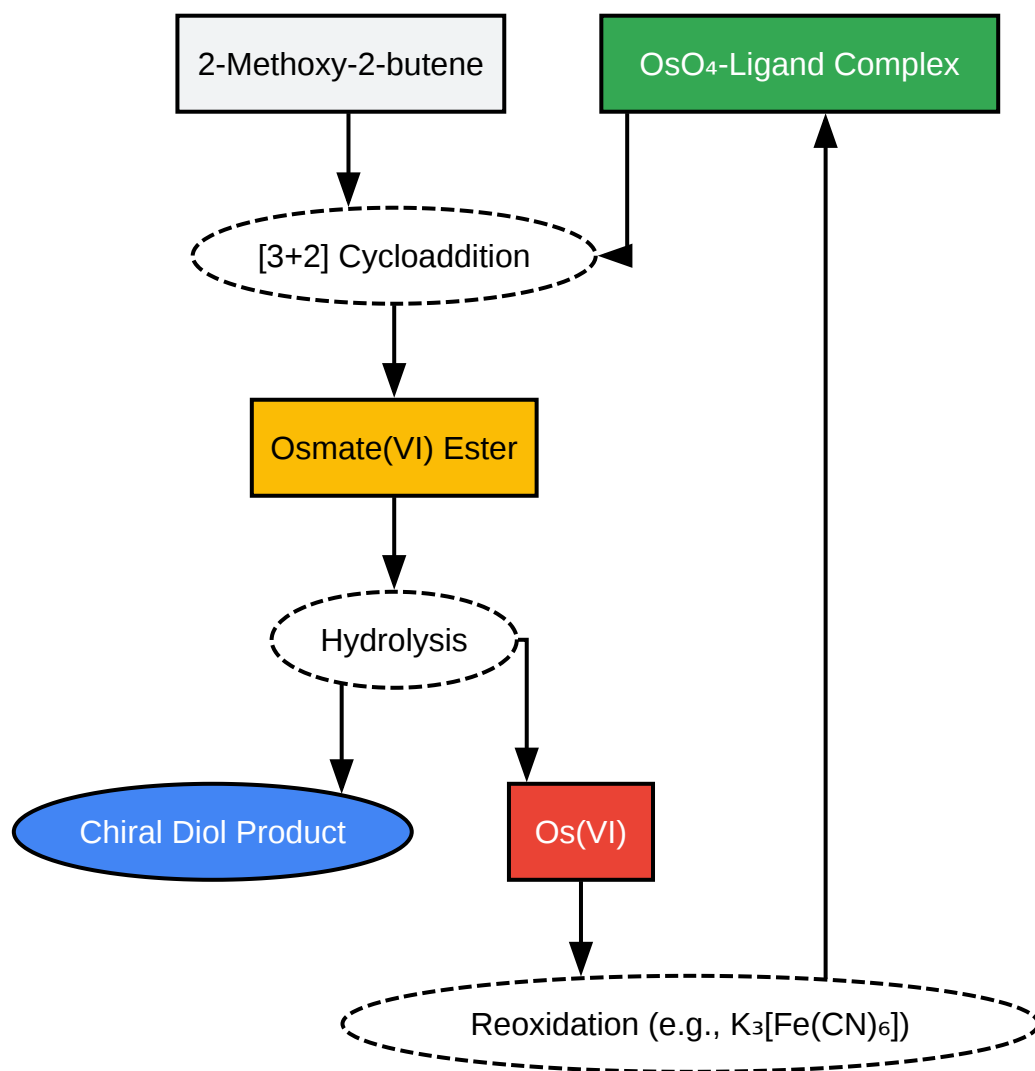 2-Methoxy-2-butene
OsO₄-Ligand Complex
[3+2] Cycloaddition
Osmate(VI) Ester
Hydrolysis
Chiral Diol Product
Os(VI)
Reoxidation (e.g., K₃[Fe(CN)₆])